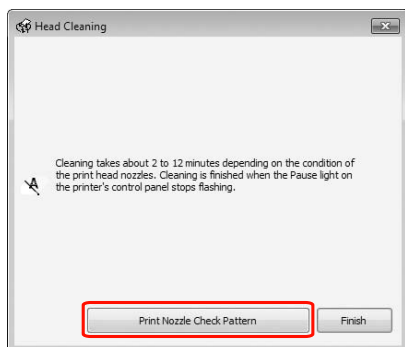 Head Cleaning
Cleaning takes about 2 to 12 minutes depending on the condition of
the print head nozzles. Cleaning is finished when the Pause light on
the printer's control panel stops flashing.
Print Nozzle Check Pattern
Finish